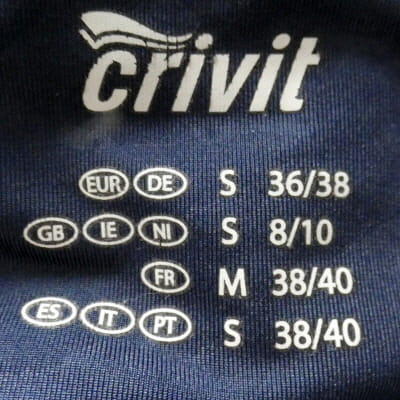 crivit
EUR DE S 36/38
GB IE NI S 8/10
FR M 38/40
ES IT PT S 38/40